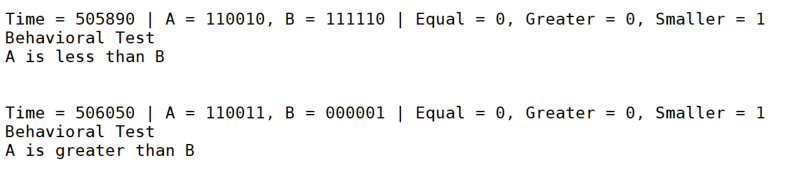 Time = 505890 | A = 110010, B = 111110 | Equal = 0, Greater = 0, Smaller = 1
Behavioral Test
A is less than B
Time = 506050 | A = 110011, B = 000001 | Equal = 0, Greater = 0, Smaller = 1
Behavioral Test
A is greater than B